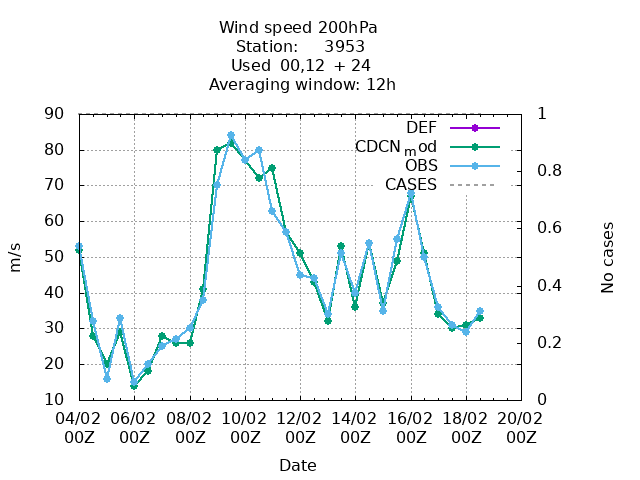 Wind speed 200hPa
Station: 3953
Used 00,12 + 24
Averaging window: 12h
90 1
DEF
80 CDCNmod
OBS 0.8
70 CASES
60 0.6
m/s
50
No cases
40 0.4
30
0.2
20
10 0
04/02 06/02 08/02 10/02 12/02 14/02 16/02 18/02 20/02
00Z 00Z 00Z 00Z 00Z 00Z 00Z 00Z 00Z
Date